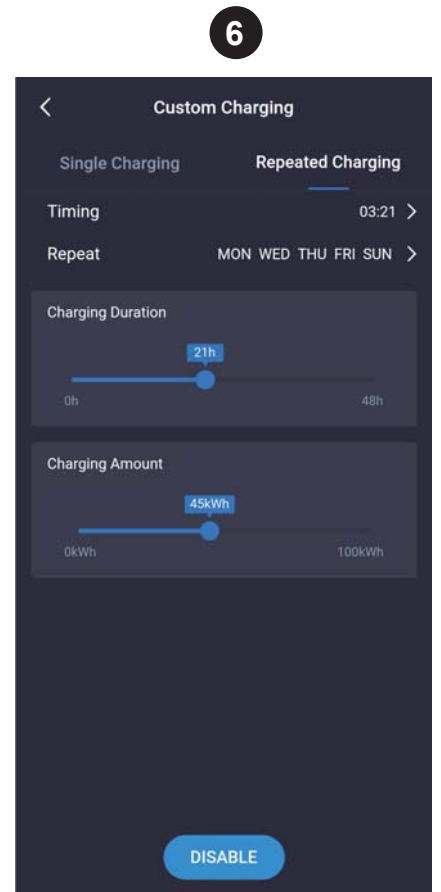 6
Custom Charging
Single Charging Repeated Charging
Timing 03:21
Repeat MON WED THU FRI SUN
Charging Duration
21h
0h 48h
Charging Amount
45kWh
0kWh 100kWh
DISABLE